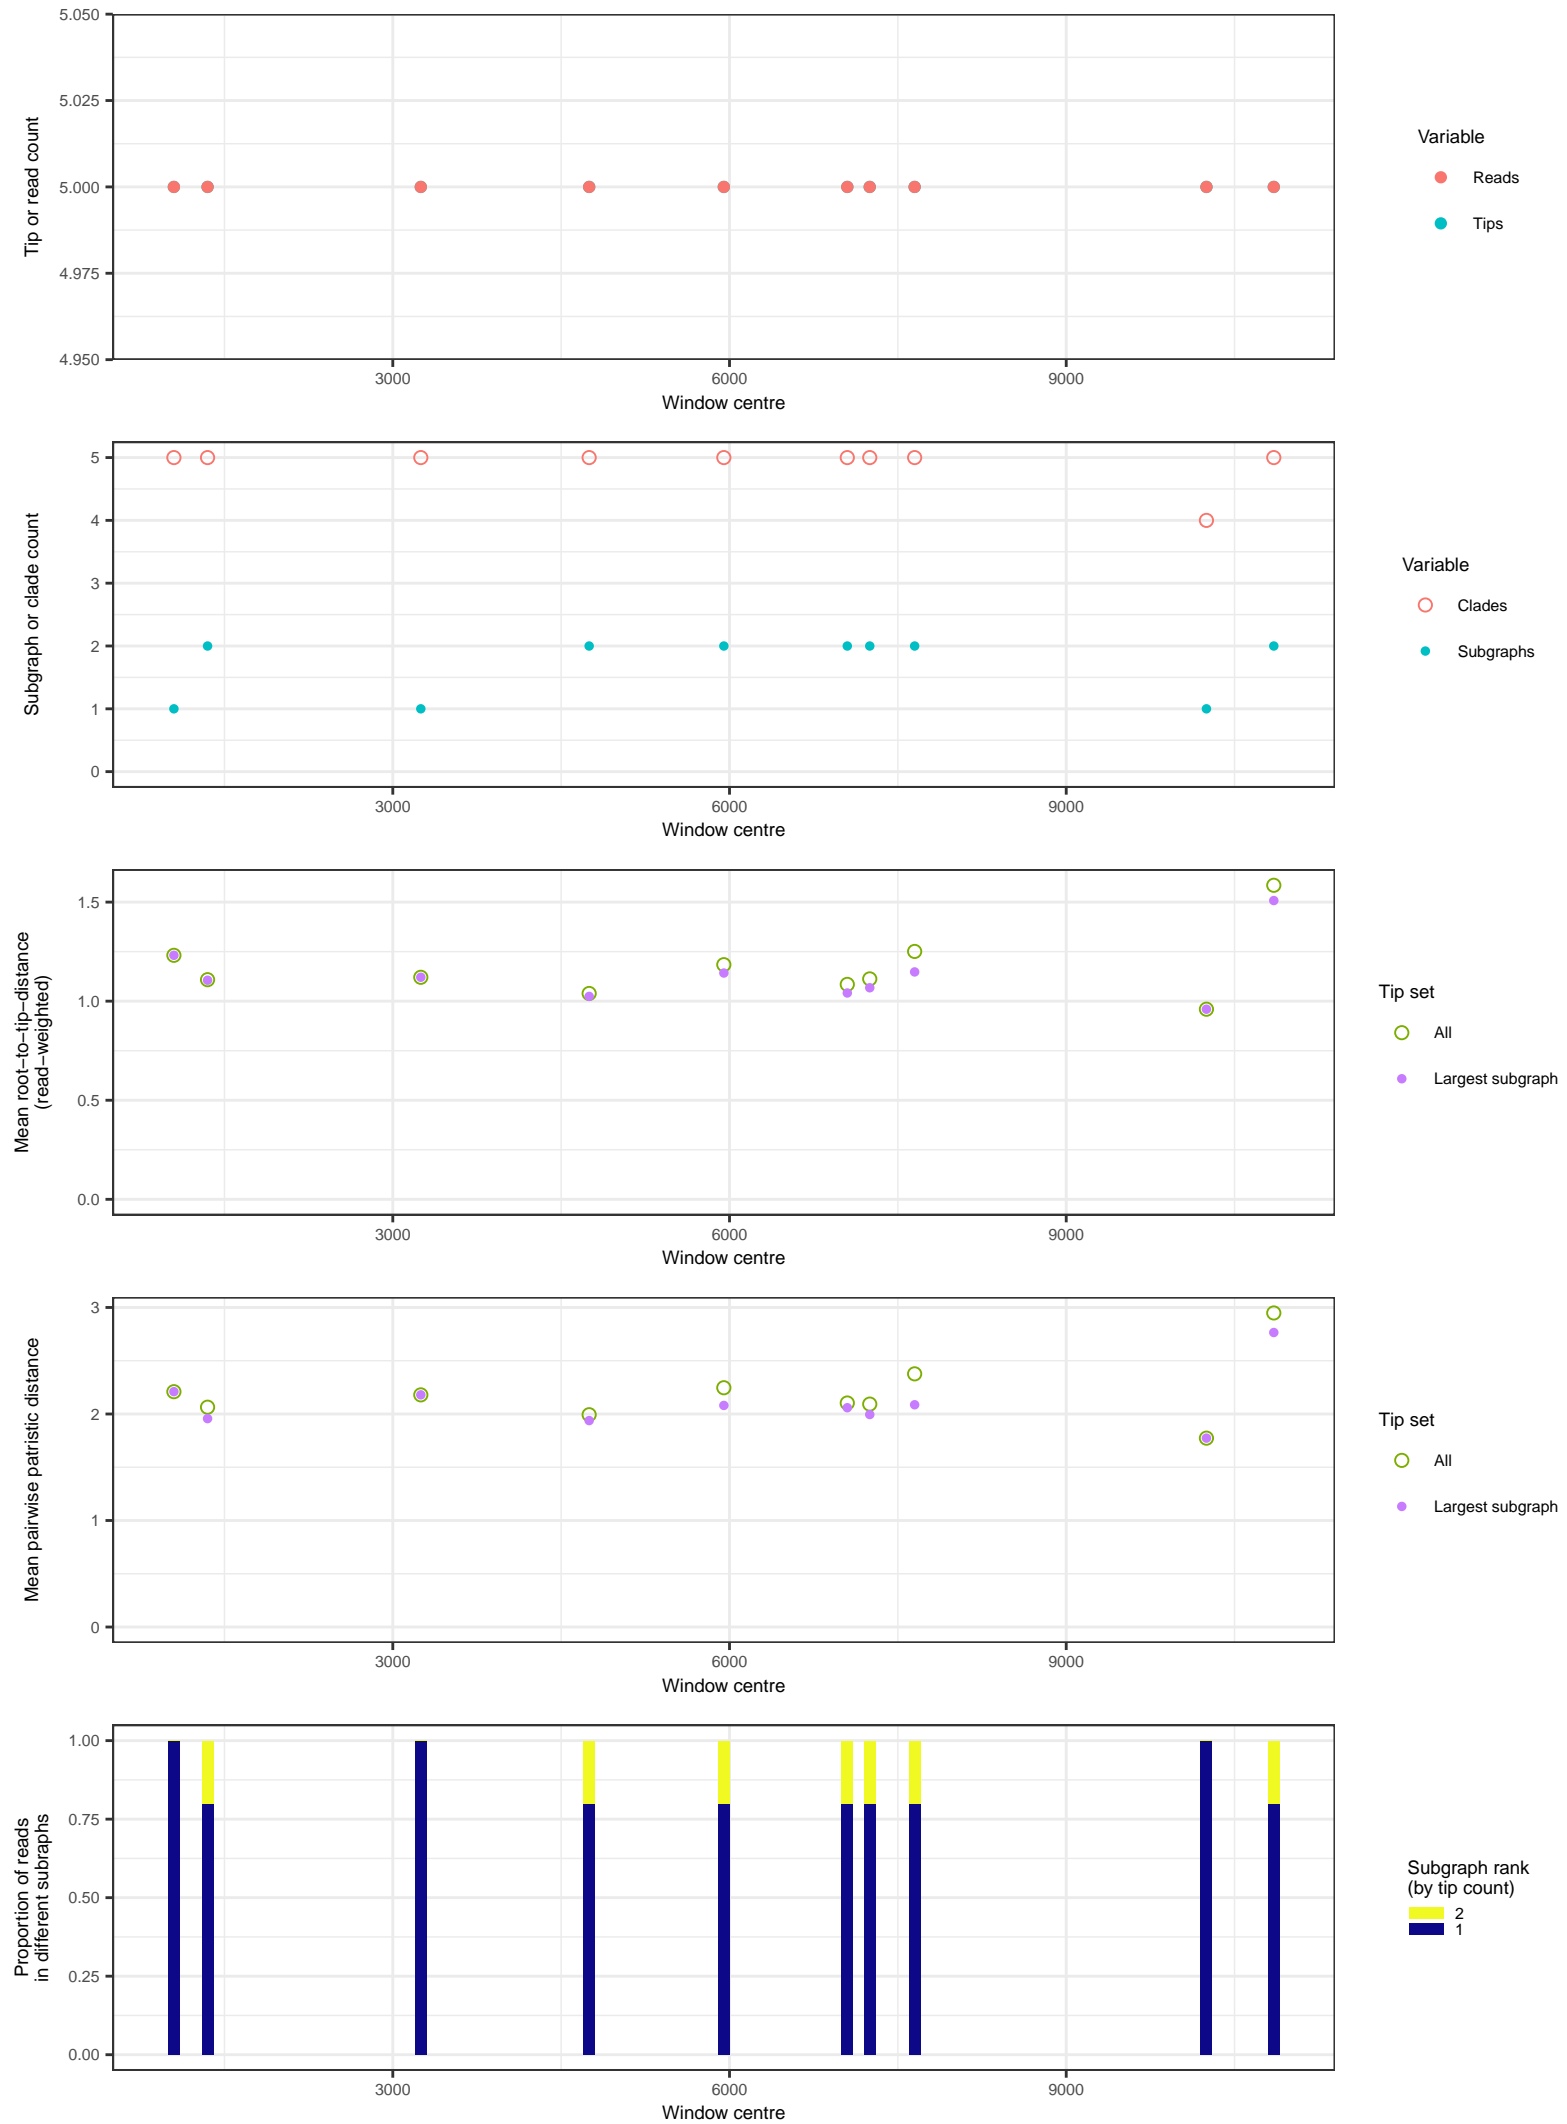 5.050
5.025
5.000
4.975
4.950
Tip or read count
3000
6000
9000
Window centre
Variable
Reads
Tips
5
4
3
2
1
0
Subgraph or clade count
3000
6000
9000
Window centre
Variable
Clades
Subgraphs
1.5
1.0
0.5
0.0
Mean root−to−tip−distance
(read−weighted)
3000
6000
9000
Window centre
Tip set
All
Largest subgraph
3
2
1
0
Mean pairwise patristic distance
3000
6000
9000
Window centre
Tip set
All
Largest subgraph
1.00
0.75
0.50
0.25
0.00
Proportion of reads
in different subraphs
3000
6000
9000
Window centre
Subgraph rank
(by tip count)
2
1